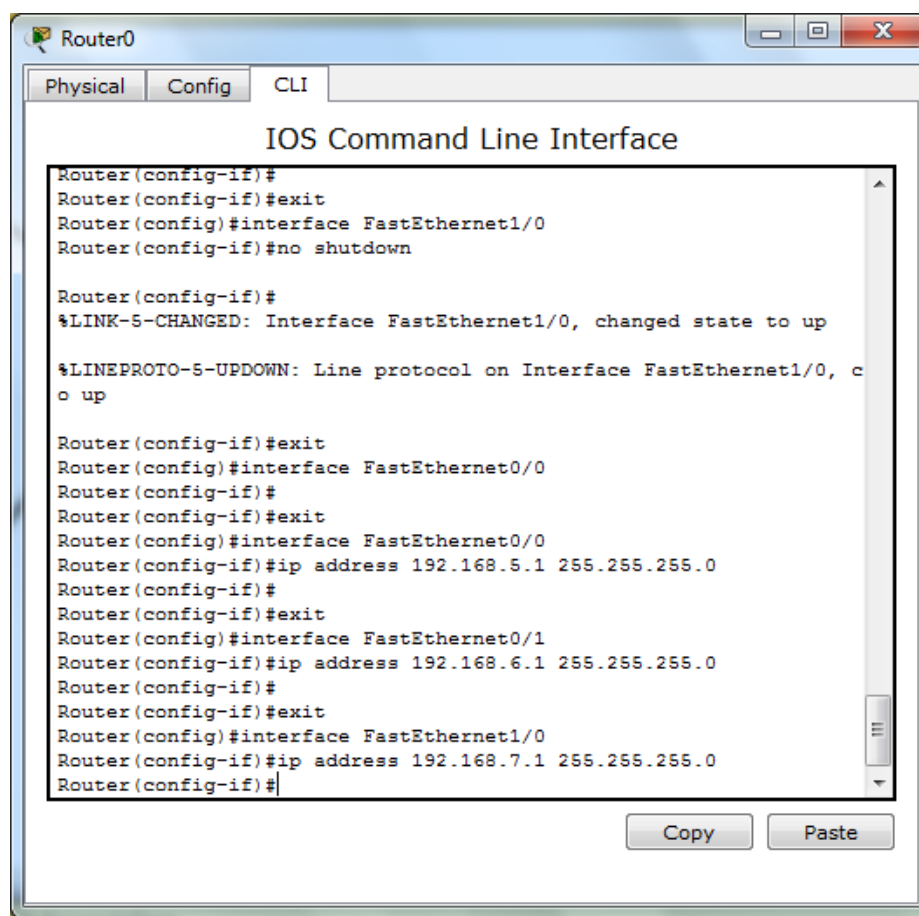 Router0
Physical Config CLI
IOS Command Line Interface
Router(config-if)#
Router(config-if)#exit
Router(config)#interface FastEthernet1/0
Router(config-if)#no shutdown
Router(config-if)#
%LINK-5-CHANGED: Interface FastEthernet1/0, changed state to up
%LINEPROTO-5-UPDOWN: Line protocol on Interface FastEthernet1/0, c
o up
Router(config-if)#exit
Router(config)#interface FastEthernet0/0
Router(config-if)#
Router(config-if)#exit
Router(config)#interface FastEthernet0/0
Router(config-if)#ip address 192.168.5.1 255.255.255.0
Router(config-if)#
Router(config-if)#exit
Router(config)#interface FastEthernet0/1
Router(config-if)#ip address 192.168.6.1 255.255.255.0
Router(config-if)#
Router(config-if)#exit
Router(config)#interface FastEthernet1/0
Router(config-if)#ip address 192.168.7.1 255.255.255.0
Router(config-if)#
Copy Paste